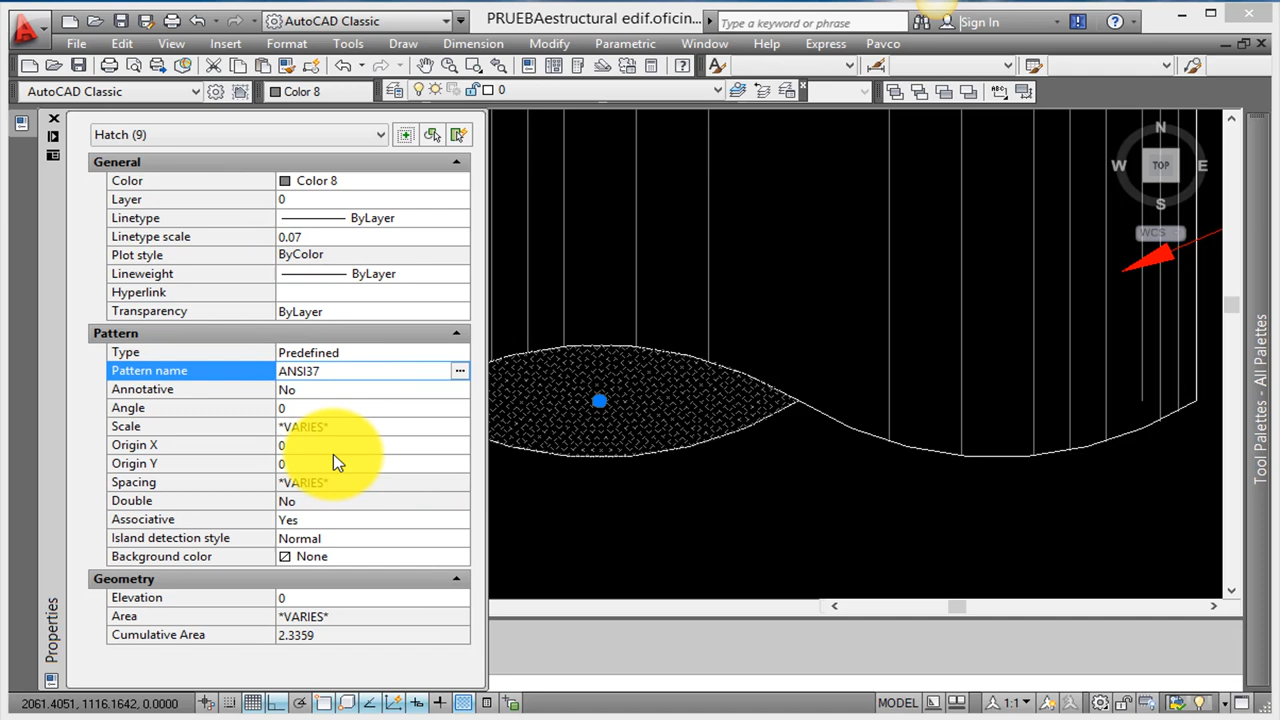 AutoCAD Classic
PRUEBAestructural edif.oficin...
Type a keyword or phrase
Sign In
File Edit View Insert Format Tools Draw Dimension Modify Parametric Window Help Express Pavco
AutoCAD Classic
Color 8
0
Hatch (9)
General
Color Color 8
Layer 0
Linetype ByLayer
Linetype scale 0.07
Plot style ByColor
Lineweight ByLayer
Hyperlink
Transparency ByLayer
Pattern
Type Predefined
Pattern name ANSI37
Annotative No
Angle 0
Scale *VARIES*
Origin X 0
Origin Y 0
Spacing *VARIES*
Double No
Associative Yes
Island detection style Normal
Background color None
Geometry
Elevation 0
Area *VARIES*
Cumulative Area 2.3359
Properties
N
W TOP E
S
WCS
Tool Palettes - All Palettes
2061.4051, 1116.1642, 0.0000
MODEL
1:1